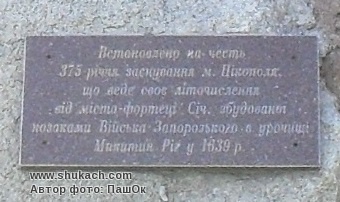 Встановлено на честь
375-річчя заснування м. Нікополя,
що веде своє літочислення
від міста-фортеці Січ, збудованої
козаками Війська Запорозького в урочищі
Микитин Ріг у 1639 р.
www.shukach.com
Автор фото: ПашОк